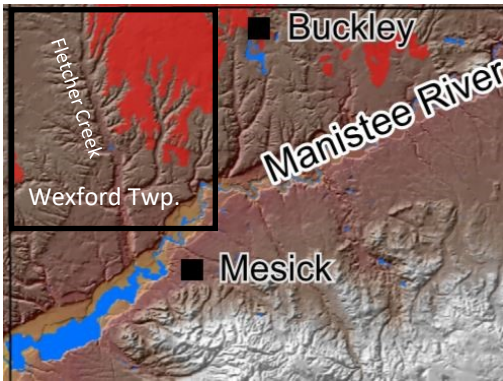 Buckley
Fletcher Creek
Manistee River
Wexford Twp.
Mesick